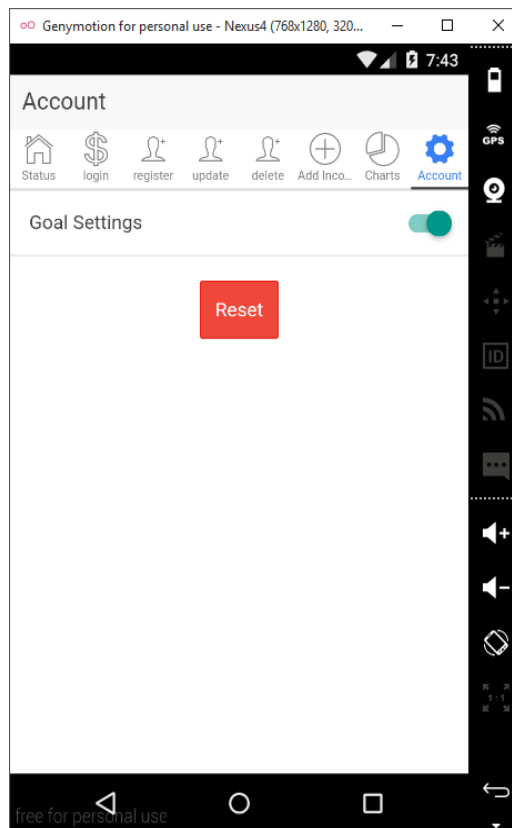 Genymotion for personal use - Nexus4 (768x1280, 320...
7:43
Account
GPS
Status login register update delete Add Inco... Charts Account
Goal Settings
ID
Reset
1:1
free for personal use